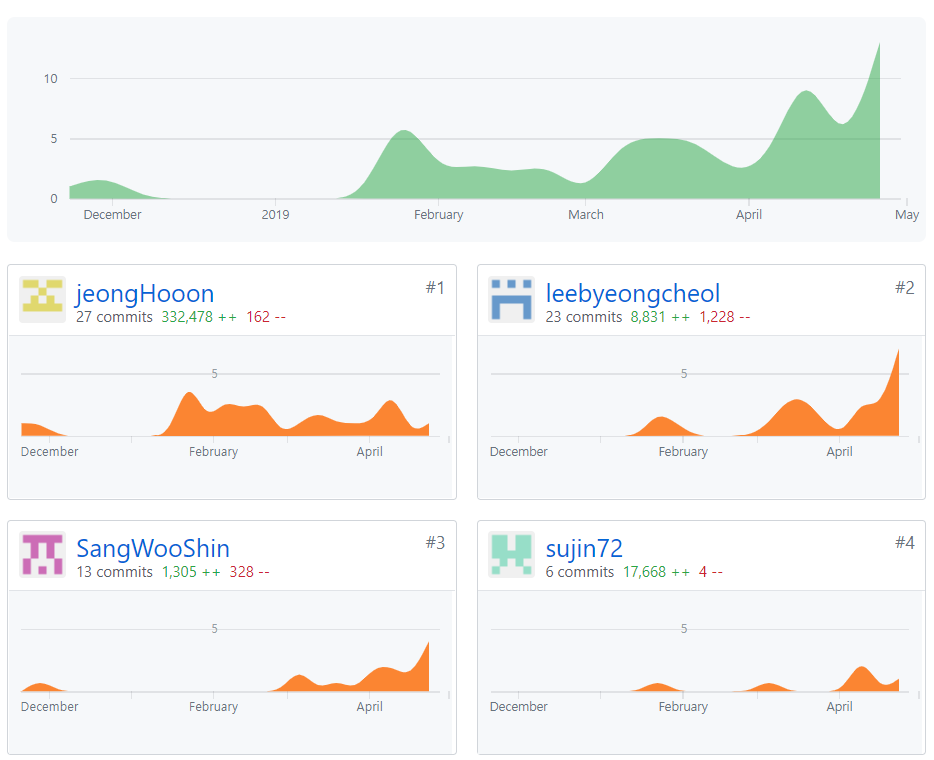 10
5
0
December 2019 February March April May
jeongHooon #1
27 commits 332,478 ++ 162 --
5
December February April
leebyeongcheol #2
23 commits 8,831 ++ 1,228 --
5
December February April
SangWooShin #3
13 commits 1,305 ++ 328 --
5
December February April
sujin72 #4
6 commits 17,668 ++ 4 --
5
December February April